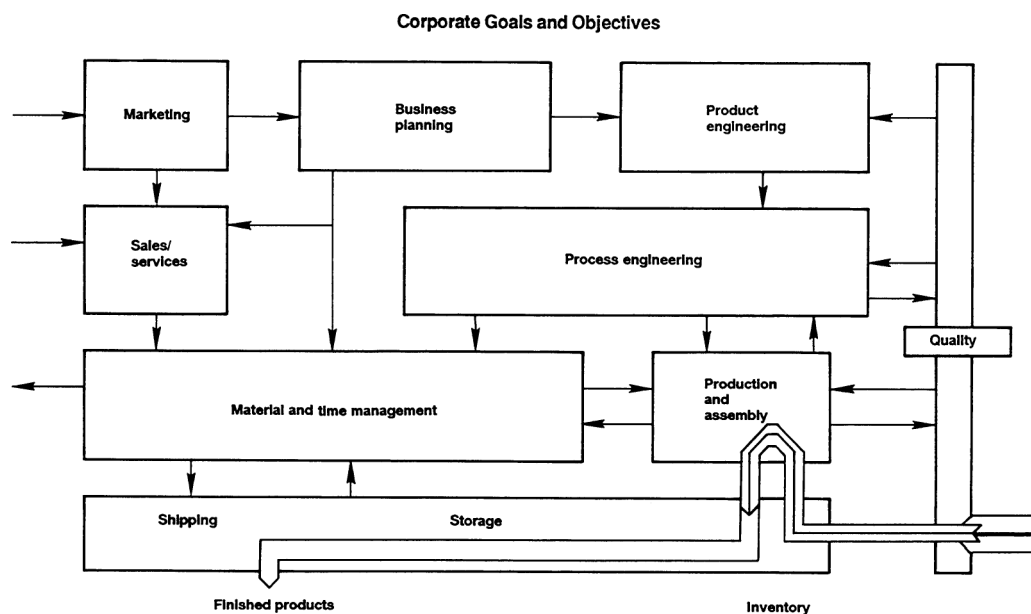 Corporate Goals and Objectives
Marketing
Business
planning
Product
engineering
Sales/
services
Process engineering
Quality
Material and time management
Production
and
assembly
Shipping
Storage
Finished products
Inventory